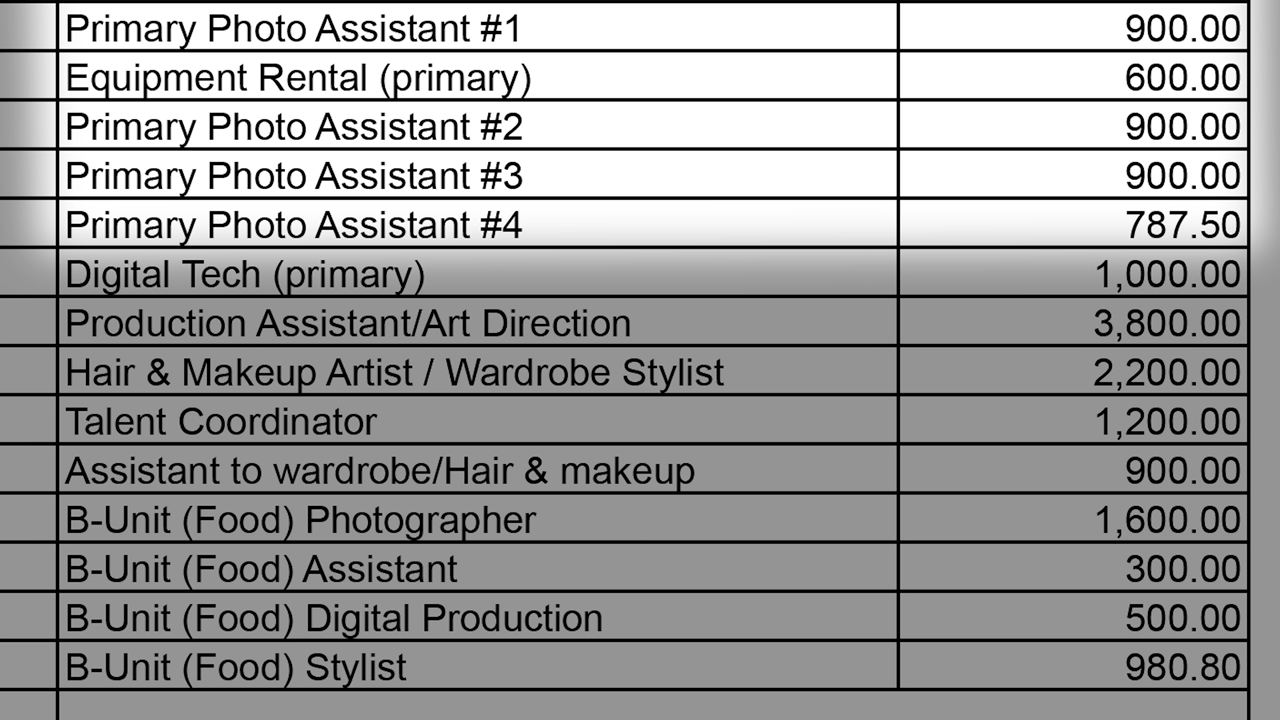 Primary Photo Assistant #1 900.00
Equipment Rental (primary) 600.00
Primary Photo Assistant #2 900.00
Primary Photo Assistant #3 900.00
Primary Photo Assistant #4 787.50
Digital Tech (primary) 1,000.00
Production Assistant/Art Direction 3,800.00
Hair & Makeup Artist / Wardrobe Stylist 2,200.00
Talent Coordinator 1,200.00
Assistant to wardrobe/Hair & makeup 900.00
B-Unit (Food) Photographer 1,600.00
B-Unit (Food) Assistant 300.00
B-Unit (Food) Digital Production 500.00
B-Unit (Food) Stylist 980.80